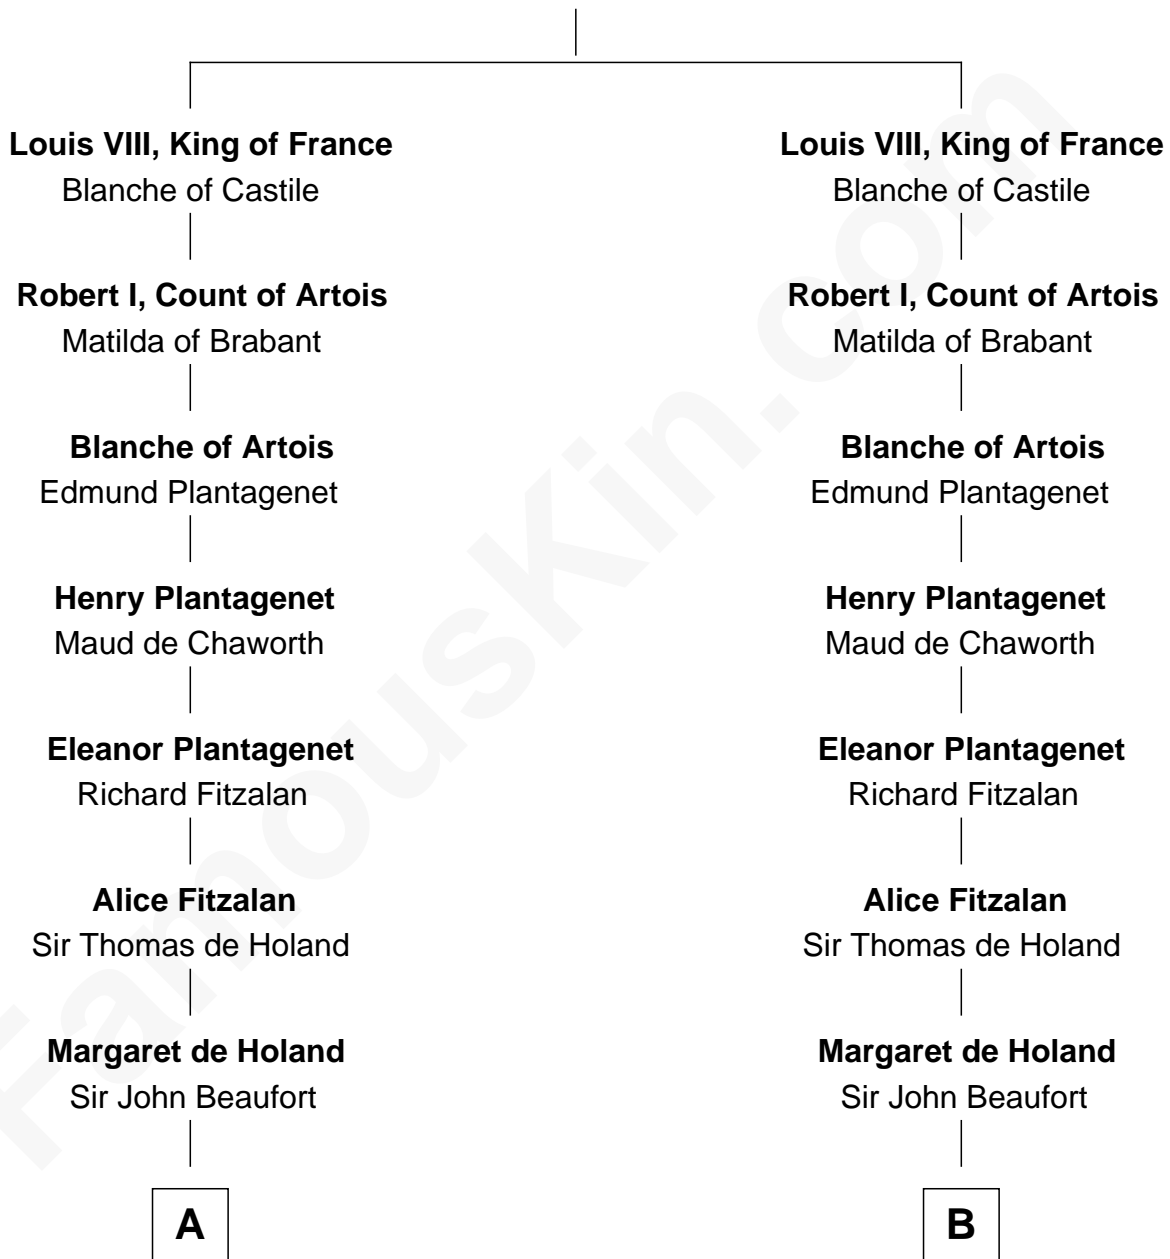 Louis VIII, King of France
Blanche of Castile
Robert I, Count of Artois
Matilda of Brabant
Blanche of Artois
Edmund Plantagenet
Henry Plantagenet
Maud de Chaworth
Eleanor Plantagenet
Richard Fitzalan
Alice Fitzalan
Sir Thomas de Holand
Margaret de Holand
Sir John Beaufort
A
Louis VIII, King of France
Blanche of Castile
Robert I, Count of Artois
Matilda of Brabant
Blanche of Artois
Edmund Plantagenet
Henry Plantagenet
Maud de Chaworth
Eleanor Plantagenet
Richard Fitzalan
Alice Fitzalan
Sir Thomas de Holand
Margaret de Holand
Sir John Beaufort
B
FamousKin.com